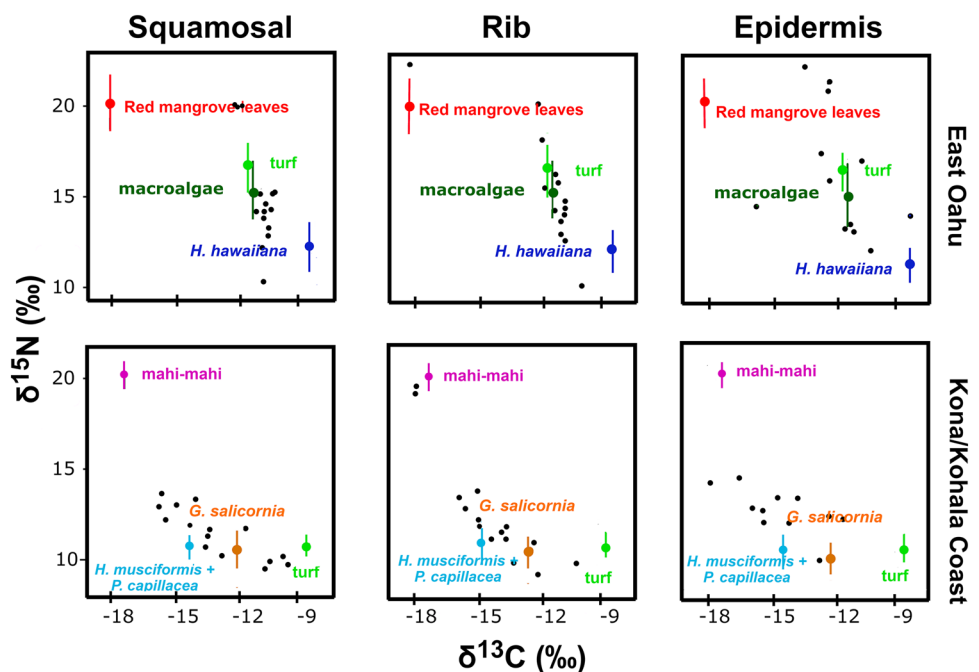 Squamosal
Rib
Epidermis
20
15
10
Red mangrove leaves
turf
macroalgae
H. hawaiiana
Red mangrove leaves
turf
macroalgae
H. hawaiiana
Red mangrove leaves
turf
macroalgae
H. hawaiiana
East Oahu
δ15N (‰)
20
15
10
mahi-mahi
G. salicornia
H. musciformis +
P. capillacea
turf
mahi-mahi
G. salicornia
H. musciformis +
P. capillacea
turf
mahi-mahi
G. salicornia
H. musciformis +
P. capillacea
turf
Kona/Kohala Coast
-18 -15 -12 -9
-18 -15 -12 -9
-18 -15 -12 -9
δ13C (‰)